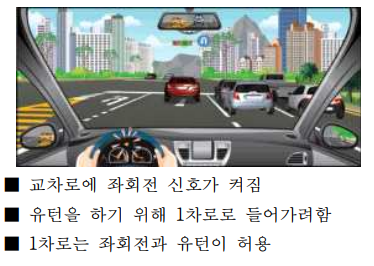 ■ 교차로에 좌회전 신호가 켜짐
■ 유턴을 하기 위해 1차로로 들어가려함
■ 1차로는 좌회전과 유턴이 허용